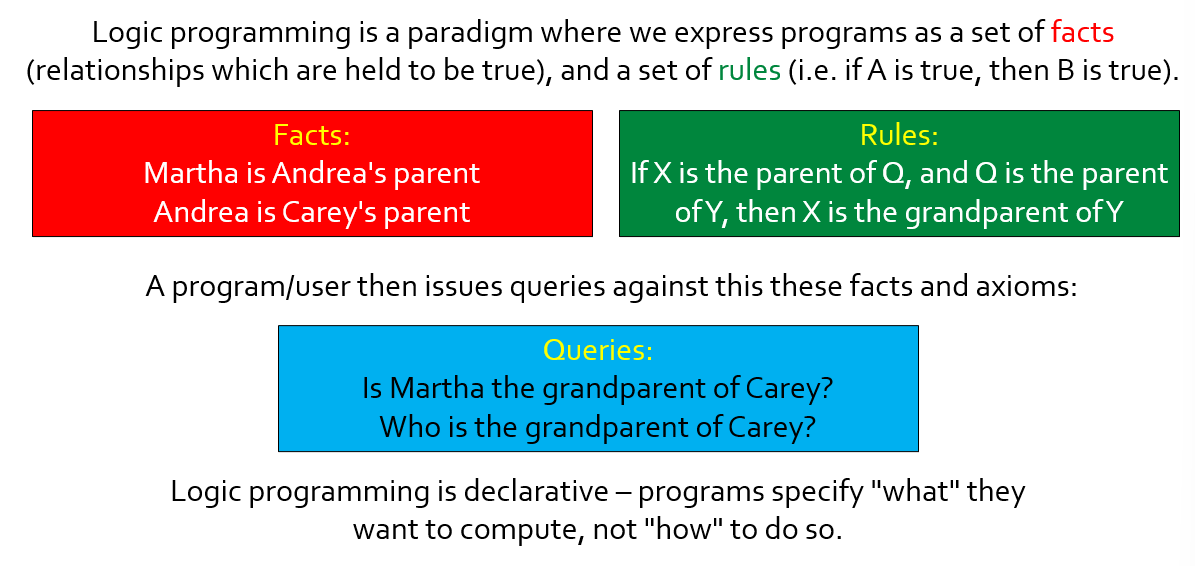 Logic programming is a paradigm where we express programs as a set of facts
(relationships which are held to be true), and a set of rules (i.e. if A is true, then B is true).
Facts:
Martha is Andrea's parent
Andrea is Carey's parent
Rules:
If X is the parent of Q, and Q is the parent
of Y, then X is the grandparent of Y
A program/user then issues queries against this these facts and axioms:
Queries:
Is Martha the grandparent of Carey?
Who is the grandparent of Carey?
Logic programming is declarative – programs specify "what" they
want to compute, not "how" to do so.